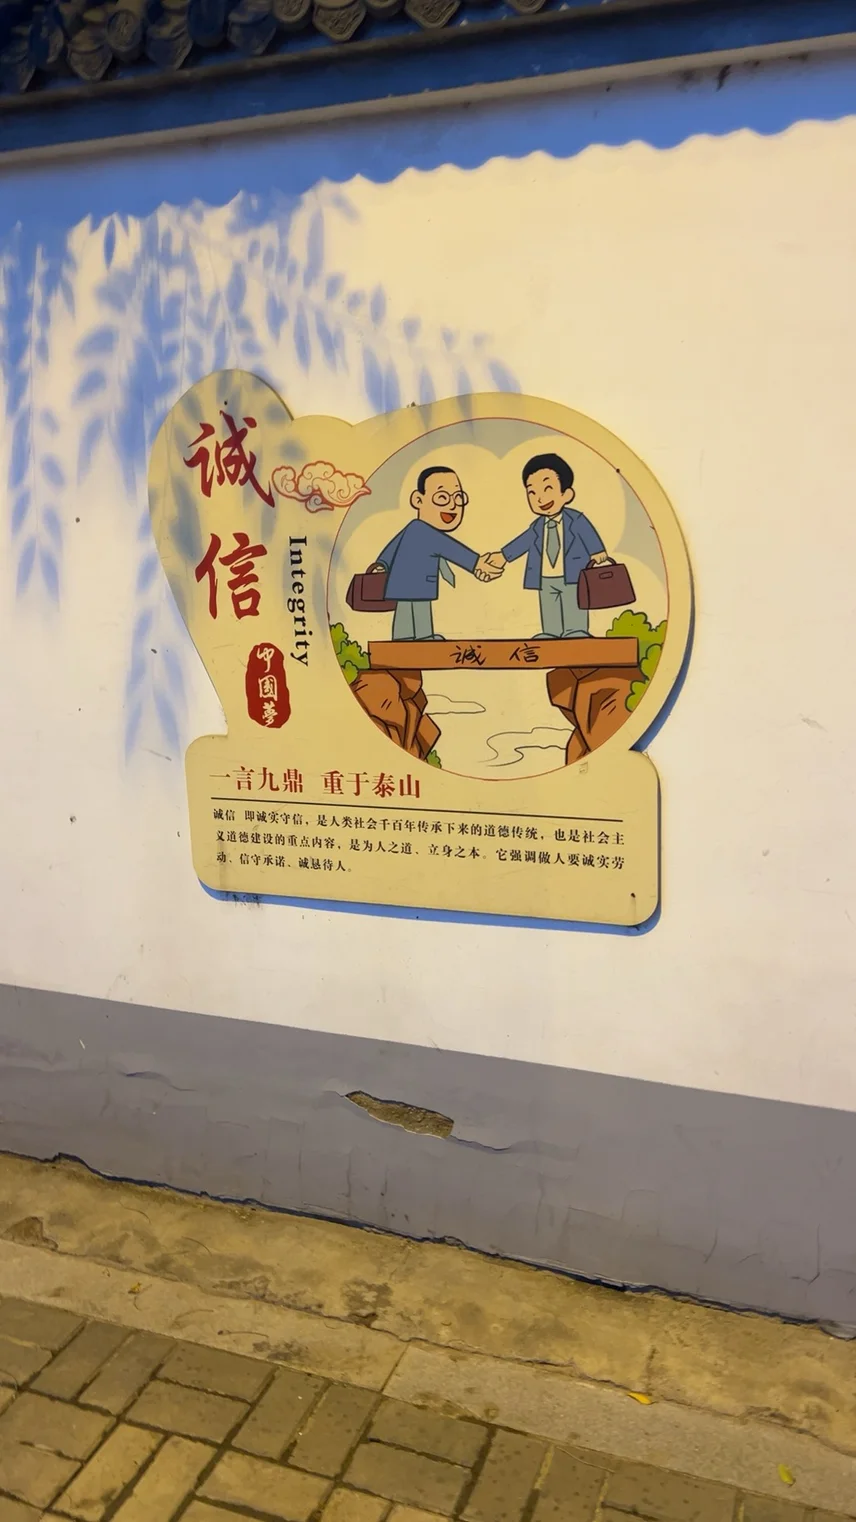 诚信
Integrity
中國夢
诚信
一言九鼎 重于泰山
诚信 即诚实守信，是人类社会千百年传承下来的道德传统，也是社会主
义道德建设的重点内容，是为人之道、立身之本。它强调做人要诚实劳
动、信守承诺、诚恳待人。